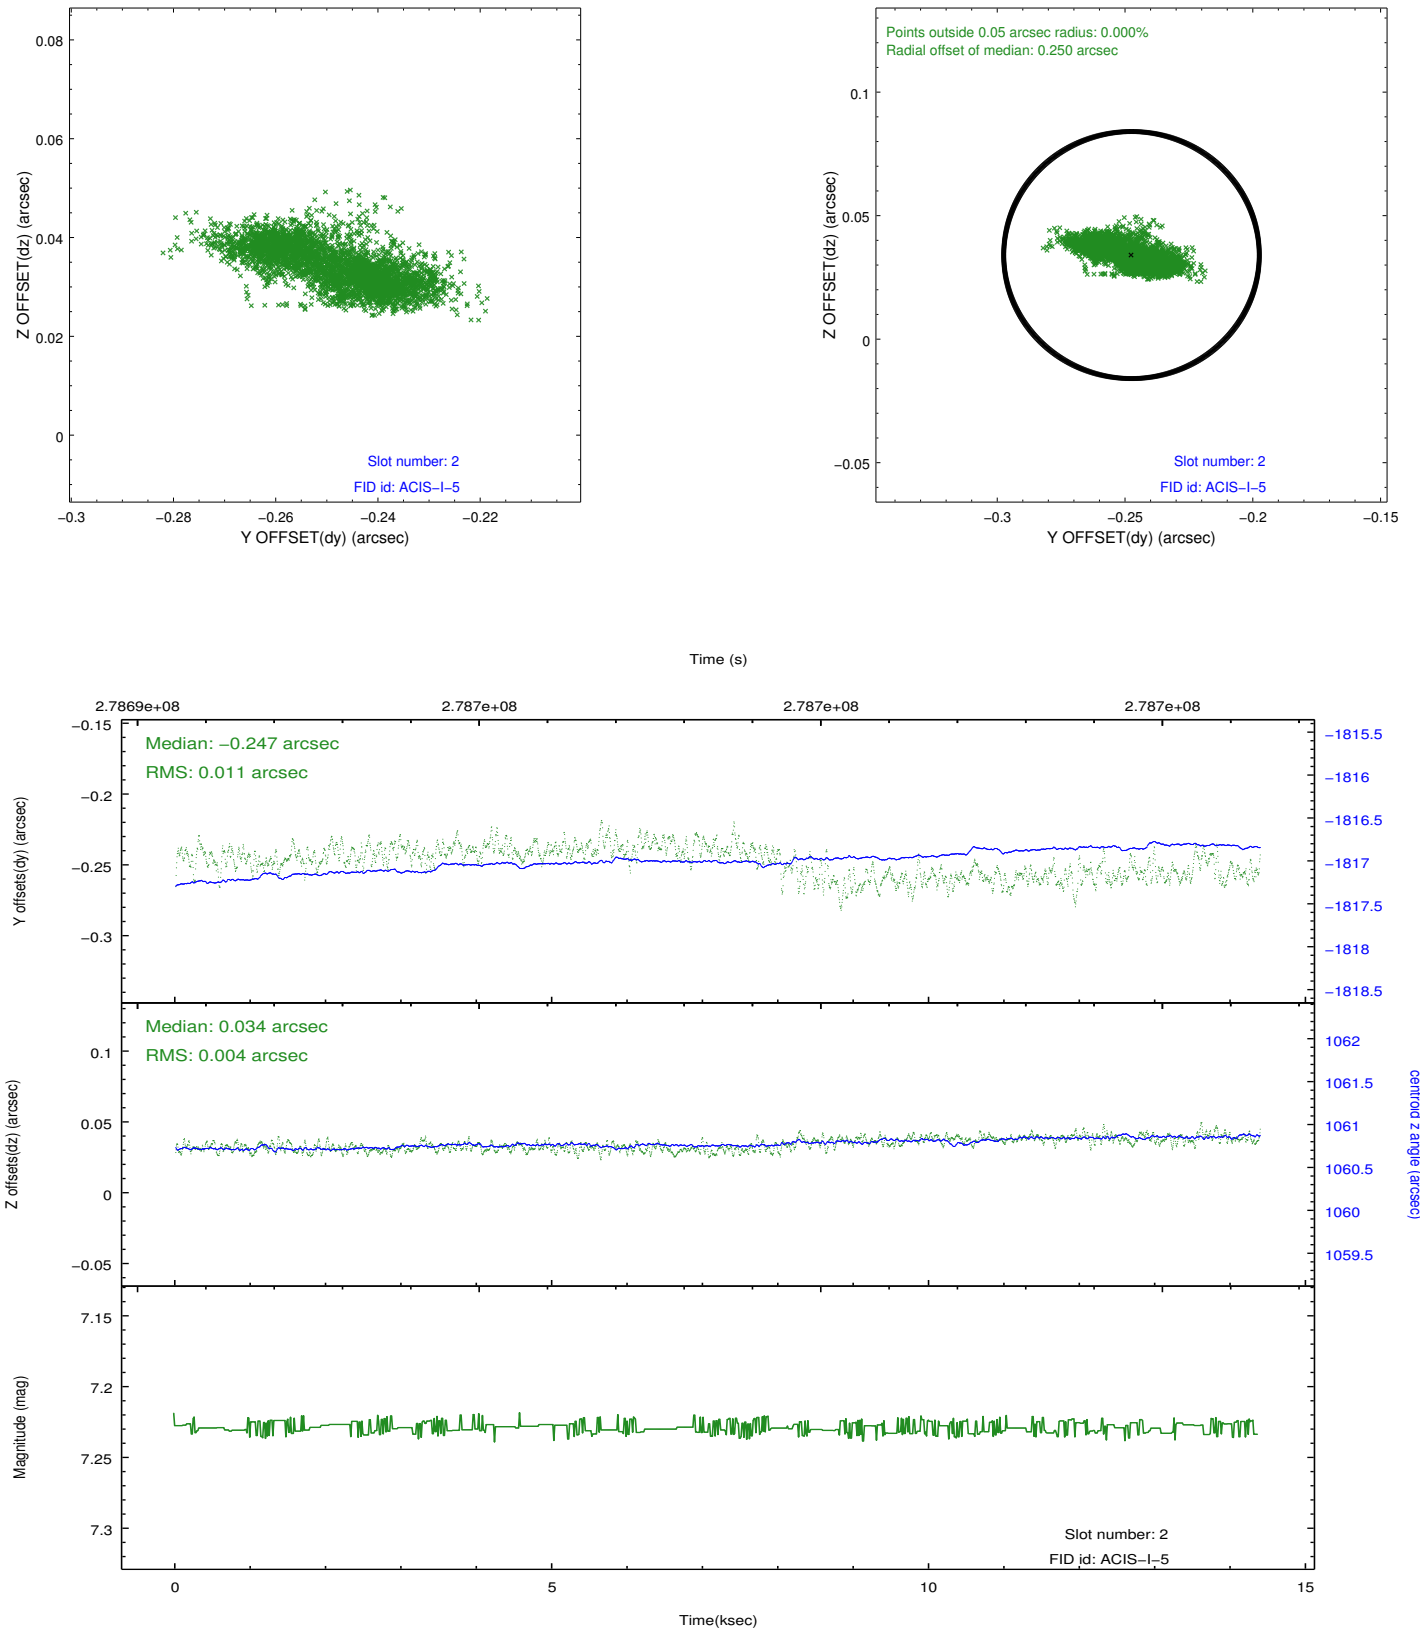 0.08
0.06
0.04
0.02
0
Z OFFSET(dz) (arcsec)
Slot number: 2
FID id: ACIS−I−5
−0.3 −0.28 −0.26 −0.24 −0.22
Y OFFSET(dy) (arcsec)
Points outside 0.05 arcsec radius: 0.000%
Radial offset of median: 0.250 arcsec
0.1
0.05
0
−0.05
Z OFFSET(dz) (arcsec)
Slot number: 2
FID id: ACIS−I−5
−0.3 −0.25 −0.2 −0.15
Y OFFSET(dy) (arcsec)
Time (s)
2.7869e+08 2.787e+08 2.787e+08 2.787e+08
−0.15
−0.2
−0.25
−0.3
Y offsets(dy) (arcsec)
Median: −0.247 arcsec
RMS: 0.011 arcsec
−1815.5
−1816
−1816.5
−1817
−1817.5
−1818
−1818.5
0.1
0.05
0
−0.05
Z offsets(dz) (arcsec)
Median: 0.034 arcsec
RMS: 0.004 arcsec
1062
1061.5
1061
1060.5
1060
1059.5
centroid z angle (arcsec)
7.15
7.2
7.25
7.3
Magnitude (mag)
Slot number: 2
FID id: ACIS−I−5
0 5 10 15
Time(ksec)